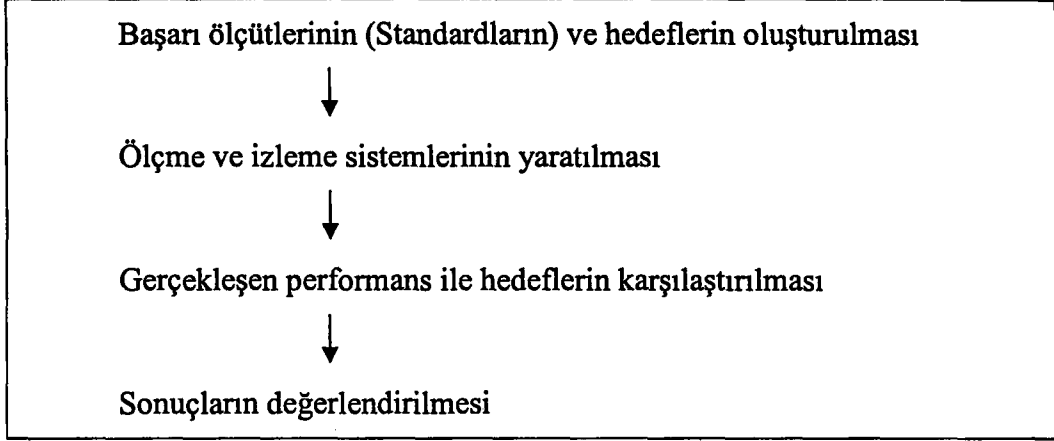 Başarı ölçütlerinin (Standardların) ve hedeflerin oluşturulması
Ölçme ve izleme sistemlerinin yaratılması
Gerçekleşen performans ile hedeflerin karşılaştırılması
Sonuçların değerlendirilmesi